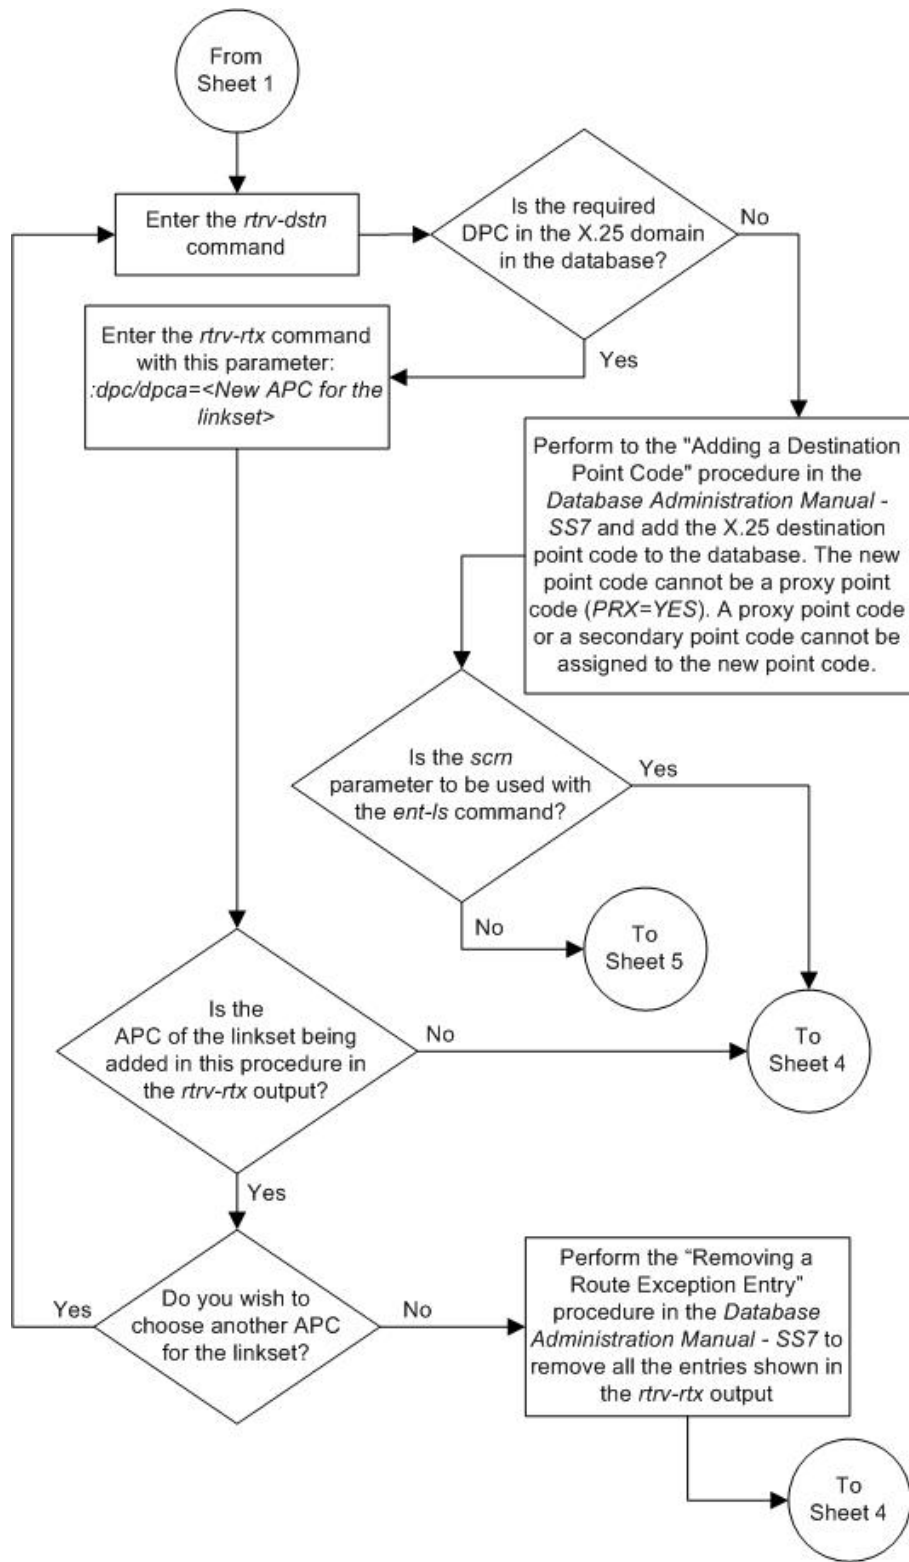 From
Sheet 1
Enter the rtrv-dstn
command
Is the required
DPC in the X.25 domain
in the database?
No
Yes
Enter the rtrv-rtx command
with this parameter:
:dpc/dpca=<New APC for the
linkset>
Perform to the "Adding a Destination
Point Code" procedure in the
Database Administration Manual -
SS7 and add the X.25 destination
point code to the database. The new
point code cannot be a proxy point
code (PRX=YES). A proxy point code
or a secondary point code cannot be
assigned to the new point code.
Is the scrn
parameter to be used with
the ent-ls command?
Yes
No
To
Sheet 5
Is the
APC of the linkset being
added in this procedure in
the rtrv-rtx output?
No
To
Sheet 4
Yes
Do you wish to
choose another APC
for the linkset?
Yes
No
Perform the “Removing a
Route Exception Entry”
procedure in the Database
Administration Manual - SS7 to
remove all the entries shown in
the rtrv-rtx output
To
Sheet 4